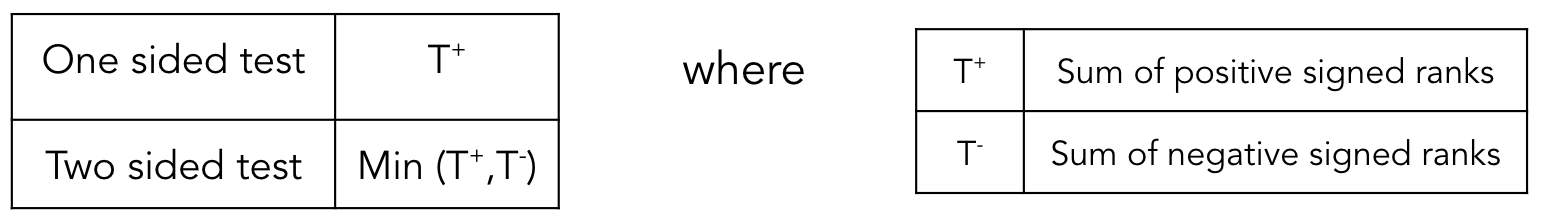 One sided test T⁺
Two sided test Min (T⁺,T⁻)
where
T⁺ Sum of positive signed ranks
T⁻ Sum of negative signed ranks